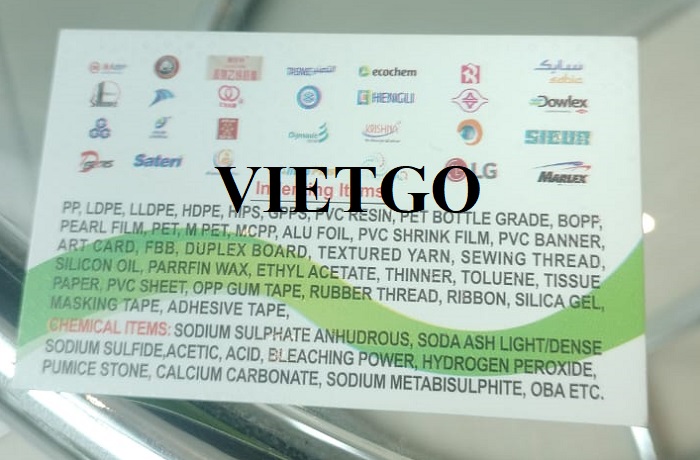 ecochem
سابك
HENGLI
Dowlex
SIEUR
Sateri
LG
MARLEX
VIETGO
Items
PP, LDPE, LLDPE, HDPE, HIPS, GPPS, PVC RESIN, PET BOTTLE GRADE, BOPP,
PEARL FILM, PET, M PET, MCPP, ALU FOIL, PVC SHRINK FILM, PVC BANNER,
ART CARD, FBB, DUPLEX BOARD, TEXTURED YARN, SEWING THREAD,
SILICON OIL, PARRFIN WAX, ETHYL ACETATE, THINNER, TOLUENE, TISSUE
PAPER, PVC SHEET, OPP GUM TAPE, RUBBER THREAD, RIBBON, SILICA GEL,
MASKING TAPE, ADHESIVE TAPE,
CHEMICAL ITEMS: SODIUM SULPHATE ANHUDROUS, SODA ASH LIGHT/DENSE
SODIUM SULFIDE,ACETIC, ACID, BLEACHING POWER, HYDROGEN PEROXIDE,
PUMICE STONE, CALCIUM CARBONATE, SODIUM METABISULPHITE, OBA ETC.